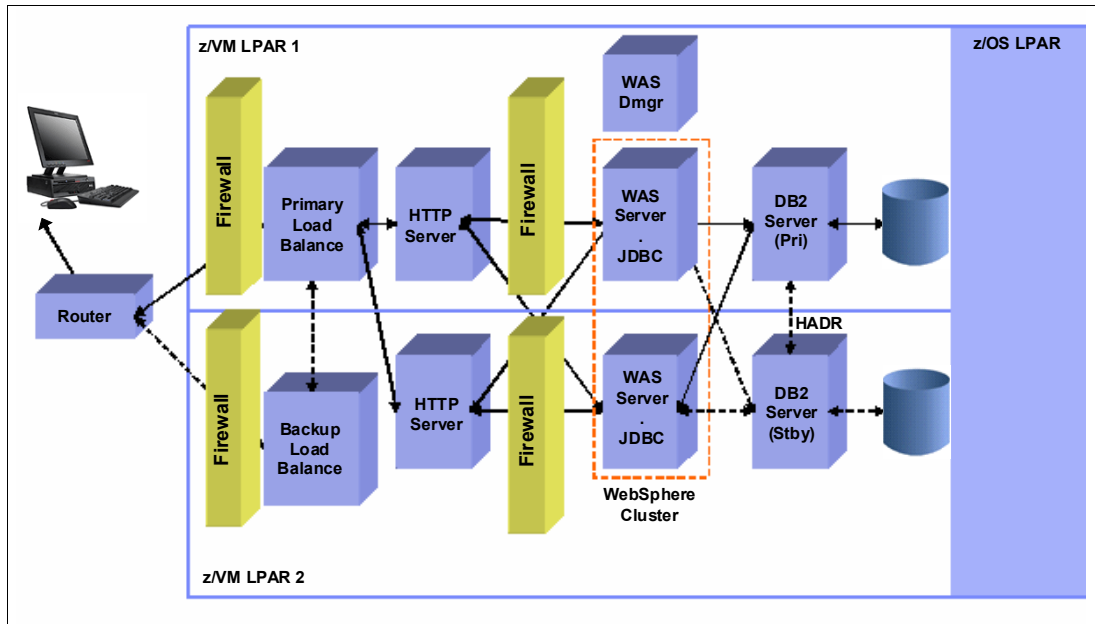 z/VM LPAR 1
z/OS LPAR
WAS
Dmgr
Firewall
Primary
Load
Balance
HTTP
Server
Firewall
WAS
Server
.
JDBC
DB2
Server
(Pri)
Router
HADR
Firewall
Backup
Load
Balance
HTTP
Server
Firewall
WAS
Server
.
JDBC
DB2
Server
(Stby)
WebSphere
Cluster
z/VM LPAR 2